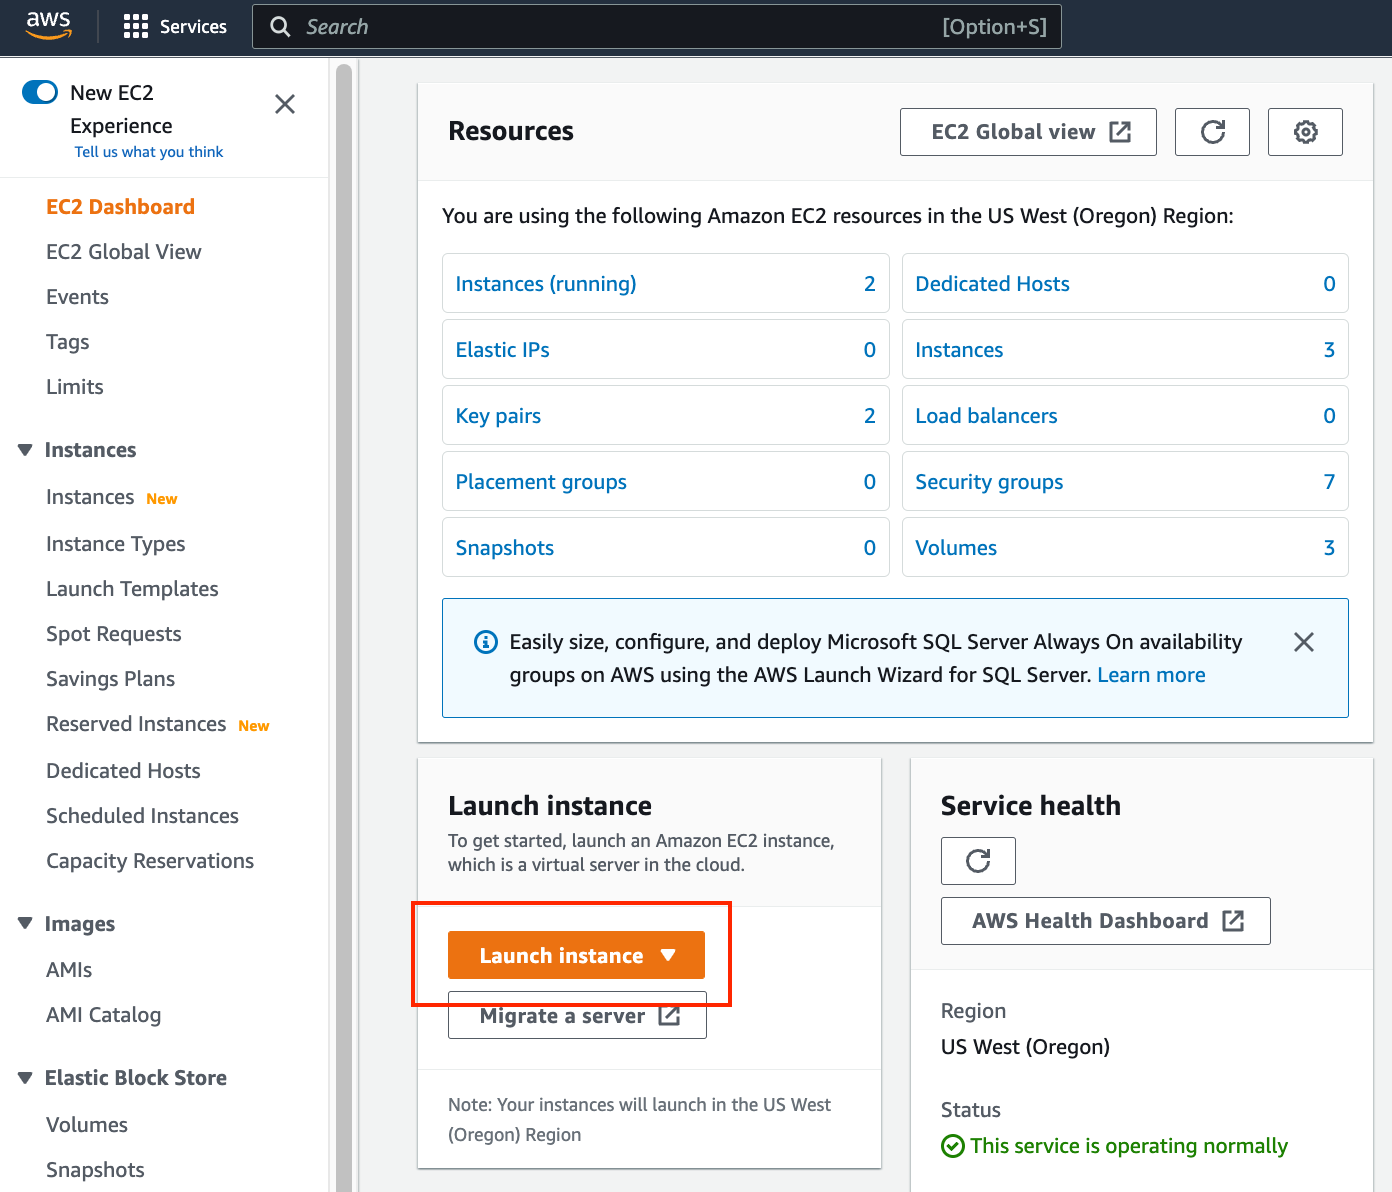 aws
Services
Search
[Option+S]
New EC2
Experience
Tell us what you think
EC2 Dashboard
EC2 Global View
Events
Tags
Limits
Instances
Instances New
Instance Types
Launch Templates
Spot Requests
Savings Plans
Reserved Instances New
Dedicated Hosts
Scheduled Instances
Capacity Reservations
Images
AMIs
AMI Catalog
Elastic Block Store
Volumes
Snapshots
Resources
EC2 Global view
You are using the following Amazon EC2 resources in the US West (Oregon) Region:
Instances (running) 2
Dedicated Hosts 0
Elastic IPs 0
Instances 3
Key pairs 2
Load balancers 0
Placement groups 0
Security groups 7
Snapshots 0
Volumes 3
Easily size, configure, and deploy Microsoft SQL Server Always On availability
groups on AWS using the AWS Launch Wizard for SQL Server. Learn more
Launch instance
To get started, launch an Amazon EC2 instance,
which is a virtual server in the cloud.
Launch instance
Migrate a server
Note: Your instances will launch in the US West
(Oregon) Region
Service health
AWS Health Dashboard
Region
US West (Oregon)
Status
This service is operating normally